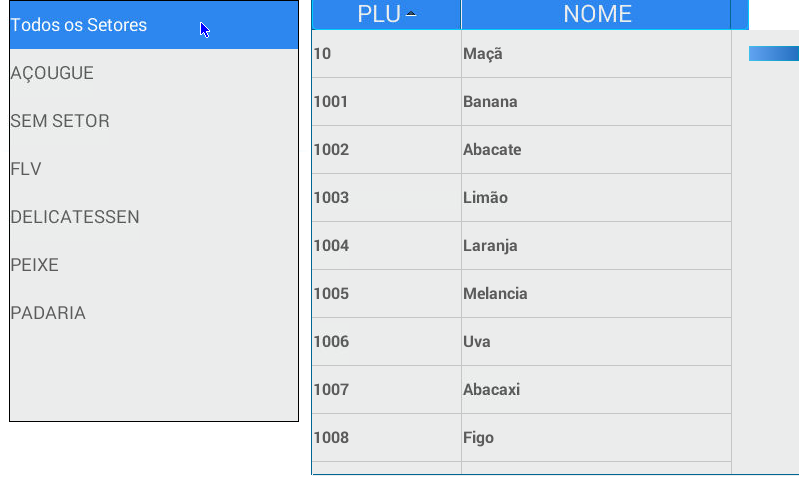 Todos os Setores
AÇOUGUE
SEM SETOR
FLV
DELICATESSEN
PEIXE
PADARIA
PLU NOME
10 Maçã
1001 Banana
1002 Abacate
1003 Limão
1004 Laranja
1005 Melancia
1006 Uva
1007 Abacaxi
1008 Figo